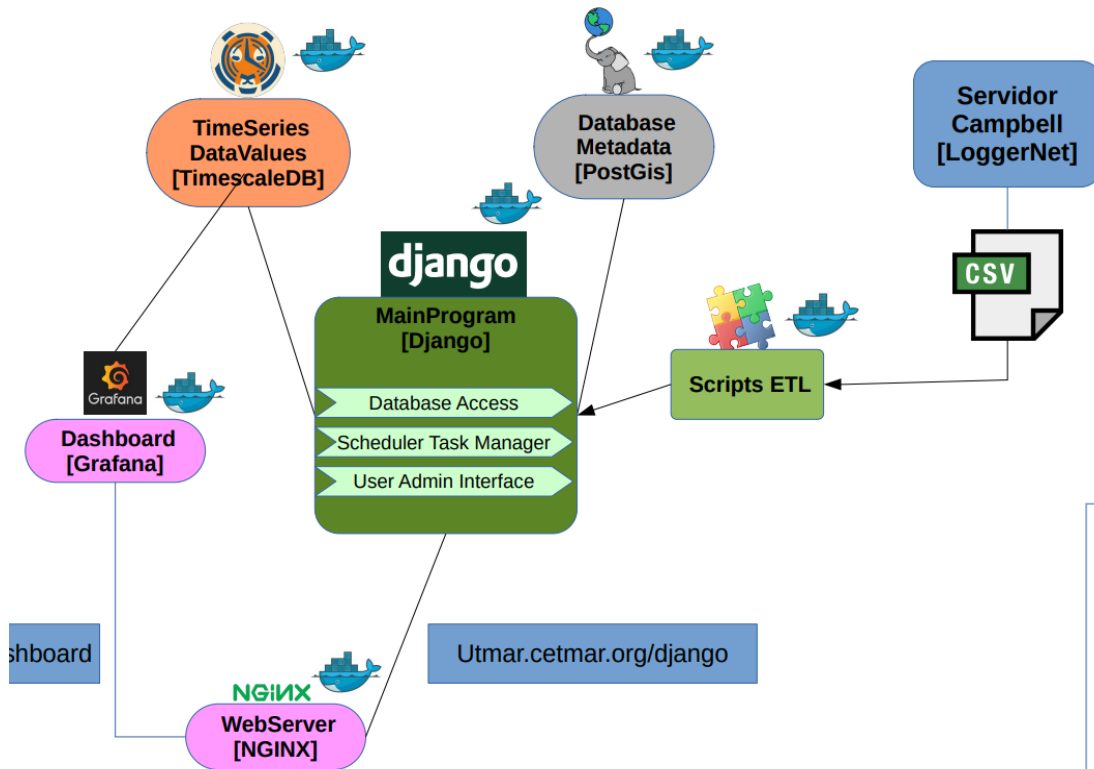 TimeSeries
DataValues
[TimescaleDB]
Database
Metadata
[PostGis]
Servidor
Campbell
[LoggerNet]
CSV
django
MainProgram
[Django]
Database Access
Scheduler Task Manager
User Admin Interface
Scripts ETL
Grafana
Dashboard
[Grafana]
shboard
Utmar.cetmar.org/django
NGINX
WebServer
[NGINX]